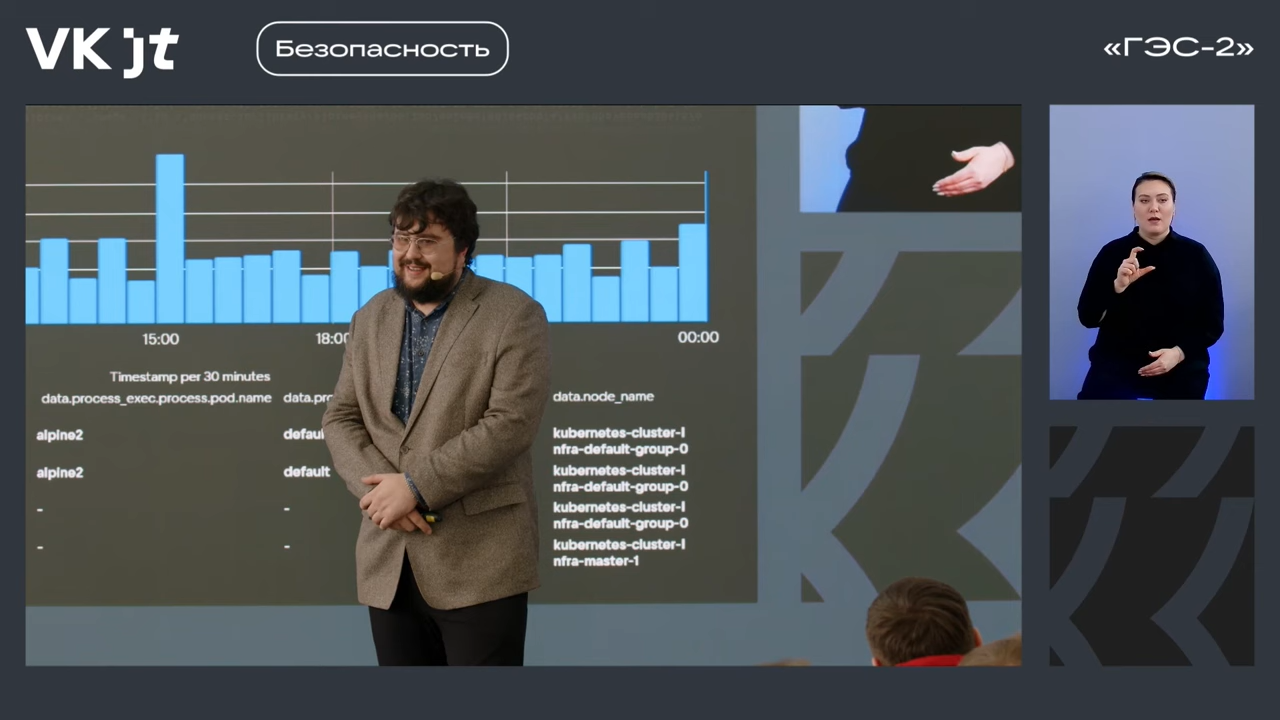 VK JT
Безопасность
«ГЭС-2»
15:00
18:00
00:00
Timestamp per 30 minutes
data.process_exec.process.pod.name
data.node_name
alpine2
kubernetes-cluster-i
nfra-default-group-0
alpine2
default
kubernetes-cluster-i
nfra-default-group-0
-
-
kubernetes-cluster-i
nfra-default-group-0
-
-
kubernetes-cluster-i
nfra-master-1